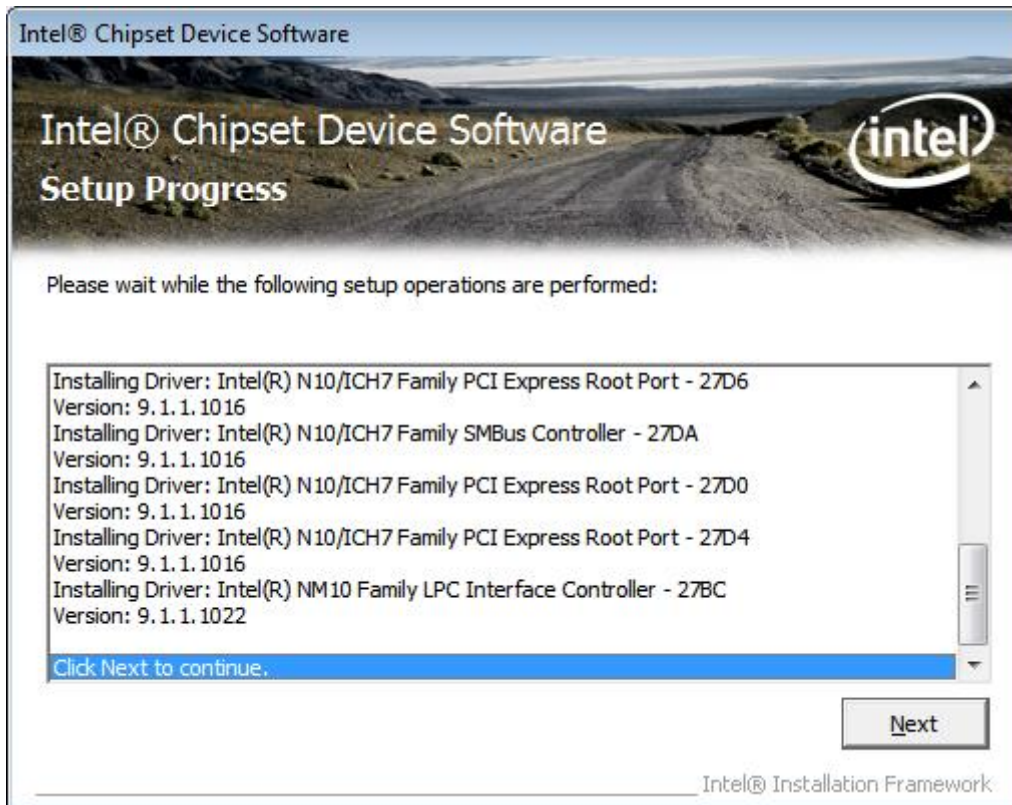 Intel® Chipset Device Software
Intel® Chipset Device Software
intel
Setup Progress
Please wait while the following setup operations are performed:
Installing Driver: Intel(R) N10/ICH7 Family PCI Express Root Port - 27D6
Version: 9.1.1.1016
Installing Driver: Intel(R) N10/ICH7 Family SMBus Controller - 27DA
Version: 9.1.1.1016
Installing Driver: Intel(R) N10/ICH7 Family PCI Express Root Port - 27D0
Version: 9.1.1.1016
Installing Driver: Intel(R) N10/ICH7 Family PCI Express Root Port - 27D4
Version: 9.1.1.1016
Installing Driver: Intel(R) NM10 Family LPC Interface Controller - 27BC
Version: 9.1.1.1022
Click Next to continue.
Next
Intel® Installation Framework